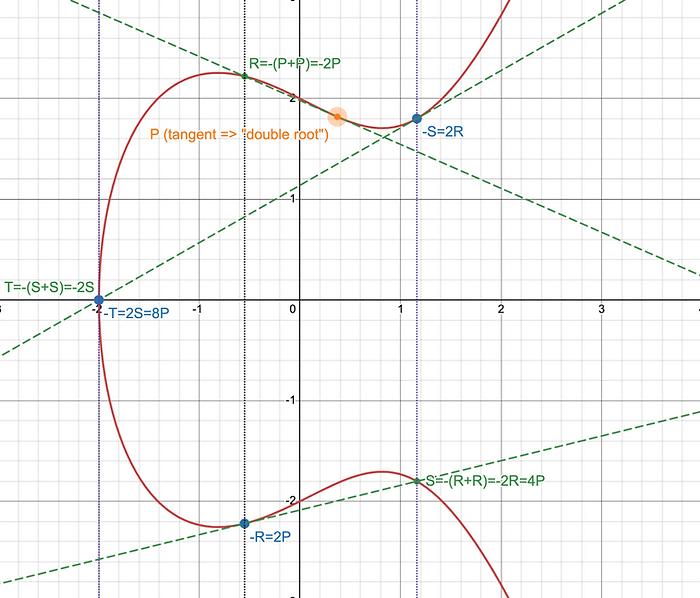 R=-(P+P)=-2P
2
P (tangent => "double root")
-S=2R
1
T=-(S+S)=-2S
-2 -1 0 1 2 3
-T=2S=8P
-1
S=-(R+R)=-2R=4P
-2
-R=2P